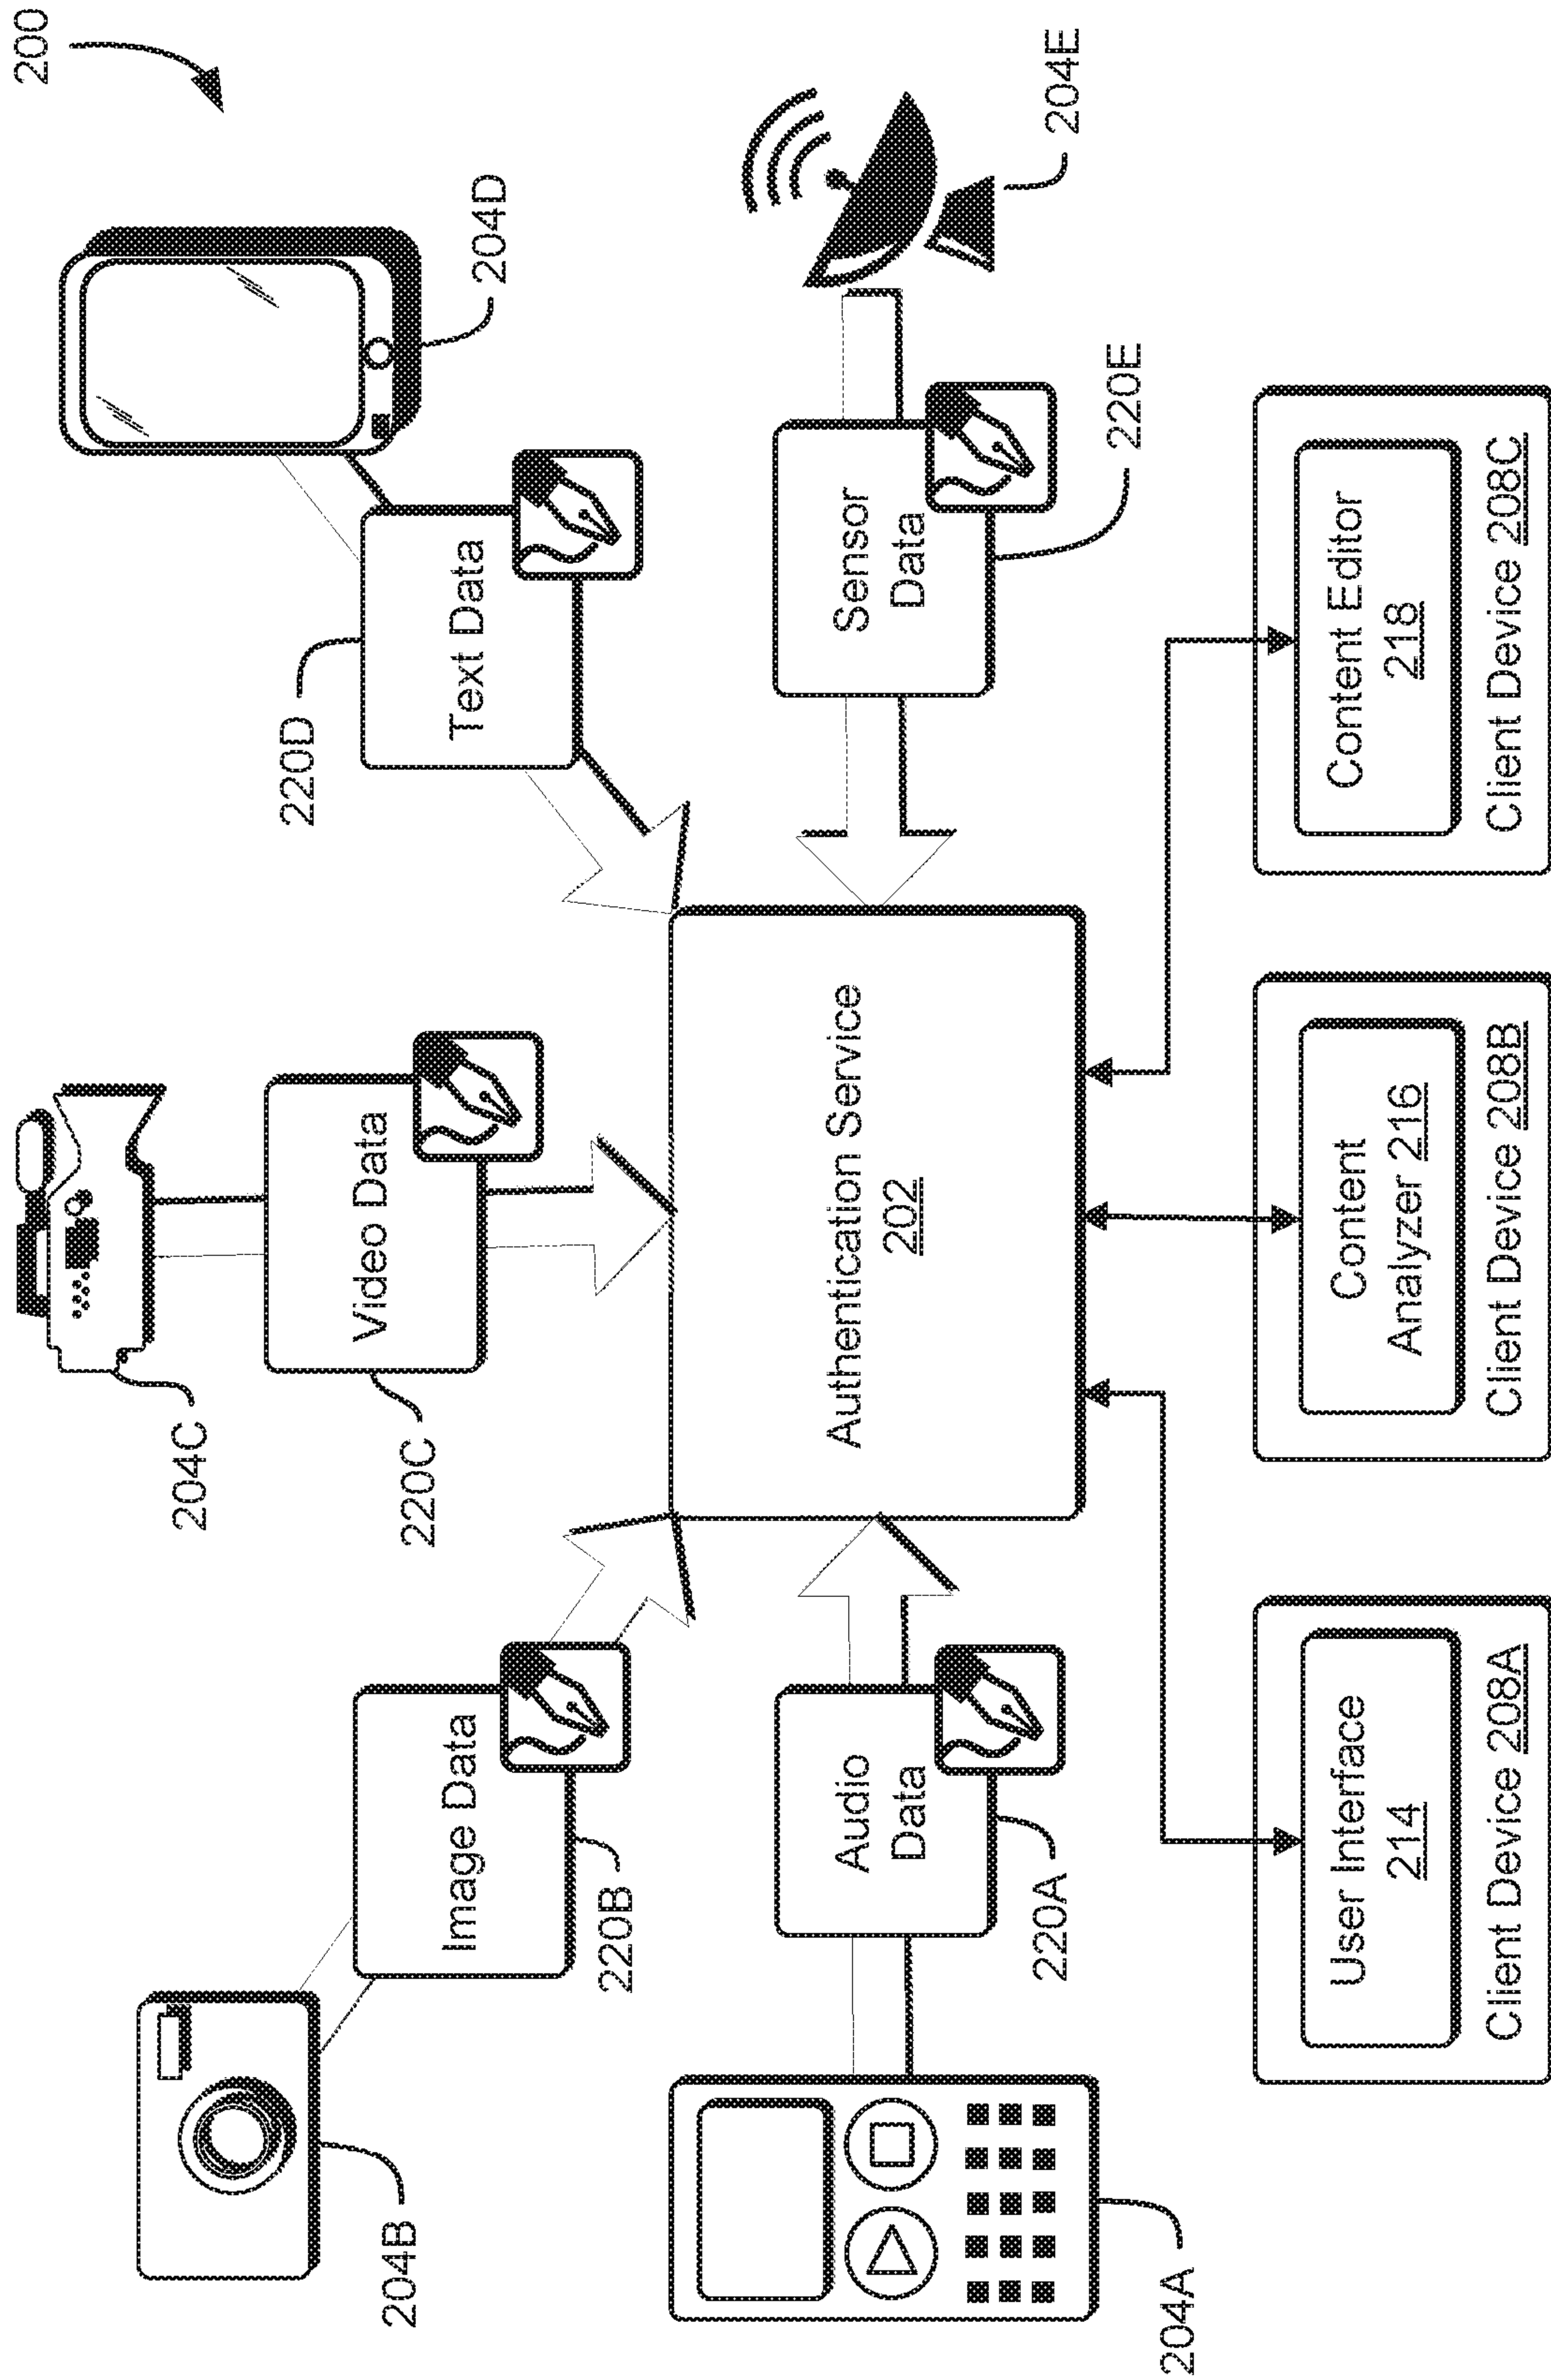 200
204C
204B
204D
220D
Video Data
220C
Image Data
Text Data
220B
Authentication Service
202
Audio
Data
Sensor
Data
220A
220E
204E
204A
User Interface
214
Client Device 208A
Content
Analyzer 216
Client Device 208B
Content Editor
218
Client Device 208C